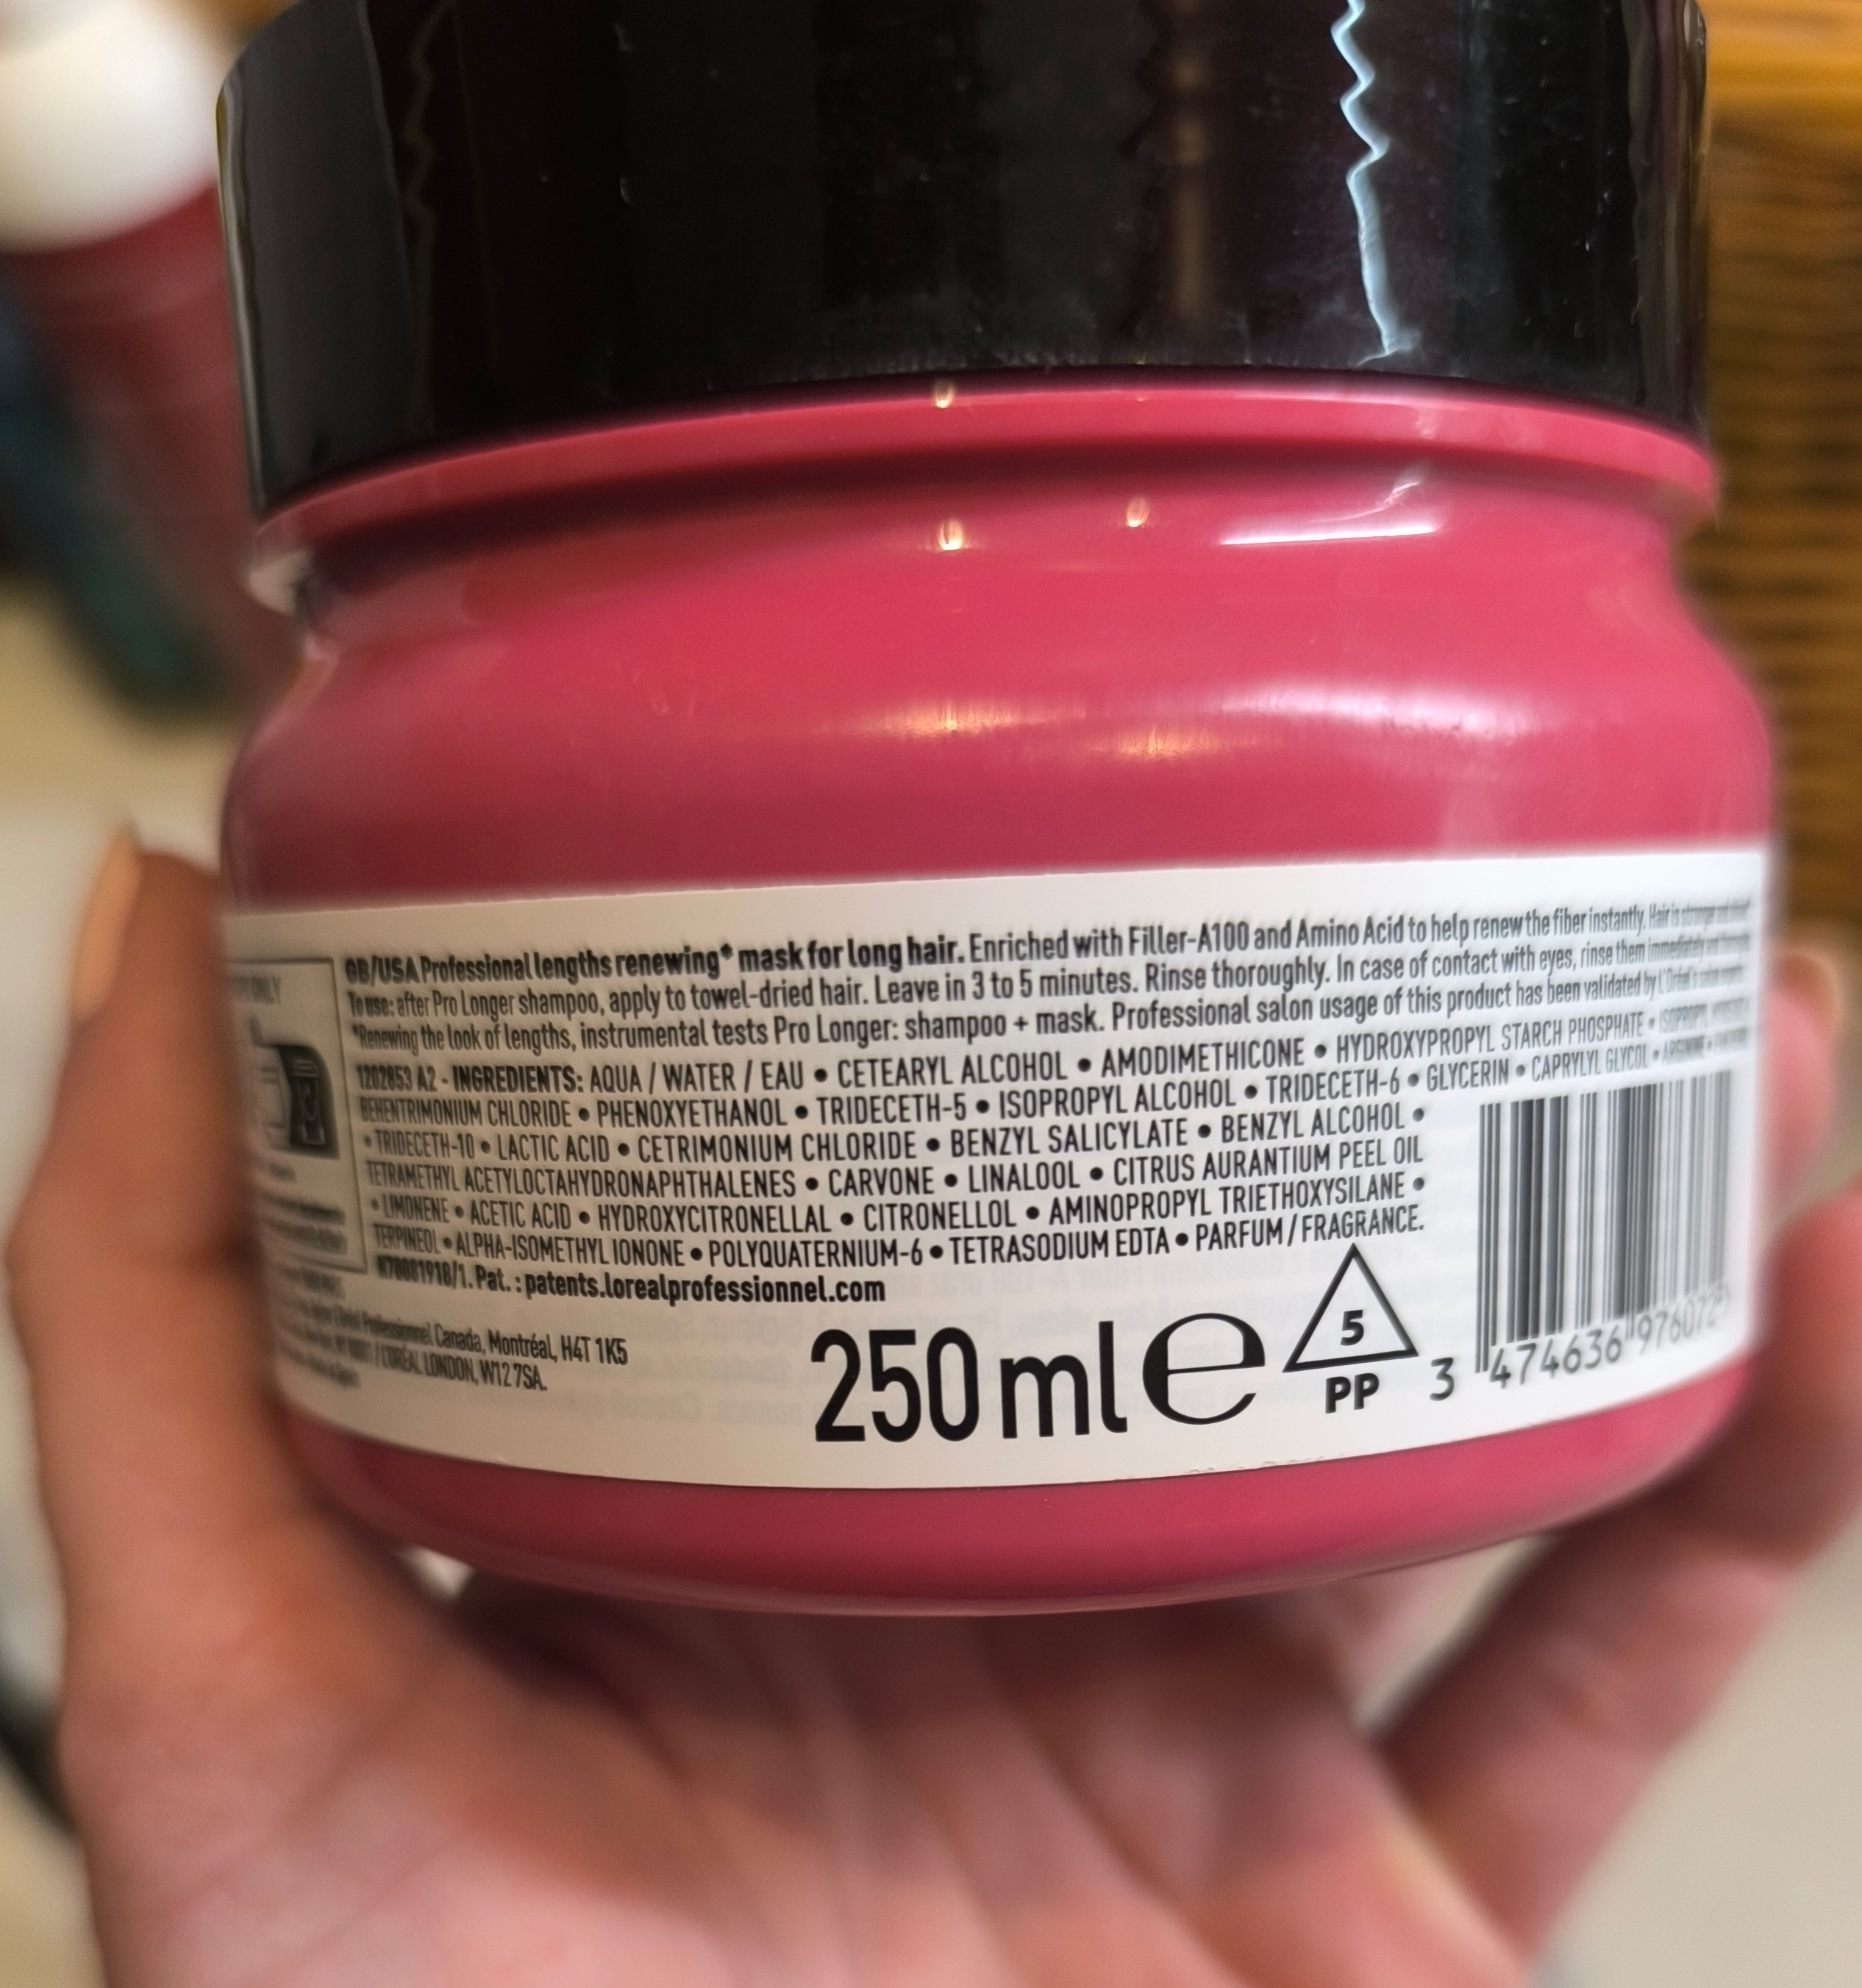 ONLY
GB/USA Professional lengths renewing* mask for long hair. Enriched with Filler-A100 and Amino Acid to help renew the fiber instantly. Hair is stronger and
To use: after Pro Longer shampoo, apply to towel-dried hair. Leave in 3 to 5 minutes. Rinse thoroughly. In case of contact with eyes, rinse them immediately and
*Renewing the look of lengths, instrumental tests Pro Longer: shampoo + mask. Professional salon usage of this product has been validated by L'Oréal's salon
1202853 A2 - INGREDIENTS: AQUA / WATER / EAU • CETEARYL ALCOHOL • AMODIMETHICONE • HYDROXYPROPYL STARCH PHOSPHATE • ISOPROPYL
BEHENTRIMONIUM CHLORIDE • PHENOXYETHANOL • TRIDECETH-5 • ISOPROPYL ALCOHOL • TRIDECETH-6 • GLYCERIN • CAPRYLYL GLYCOL • ARGININE •
• TRIDECETH-10 • LACTIC ACID • CETRIMONIUM CHLORIDE • BENZYL SALICYLATE • BENZYL ALCOHOL •
TETRAMETHYL ACETYLOCTAHYDRONAPHTHALENES • CARVONE • LINALOOL • CITRUS AURANTIUM PEEL OIL
• LIMONENE • ACETIC ACID • HYDROXYCITRONELLAL • CITRONELLOL • AMINOPROPYL TRIETHOXYSILANE •
TERPINEOL • ALPHA-ISOMETHYL IONONE • POLYQUATERNIUM-6 • TETRASODIUM EDTA • PARFUM / FRAGRANCE.
N70081918/1. Pat. : patents.lorealprofessionnel.com
Professionnel Canada, Montréal, H4T 1K5
/ L'ORÉAL LONDON, W12 7SA.
250 ml e
5
PP
3 474636 976072